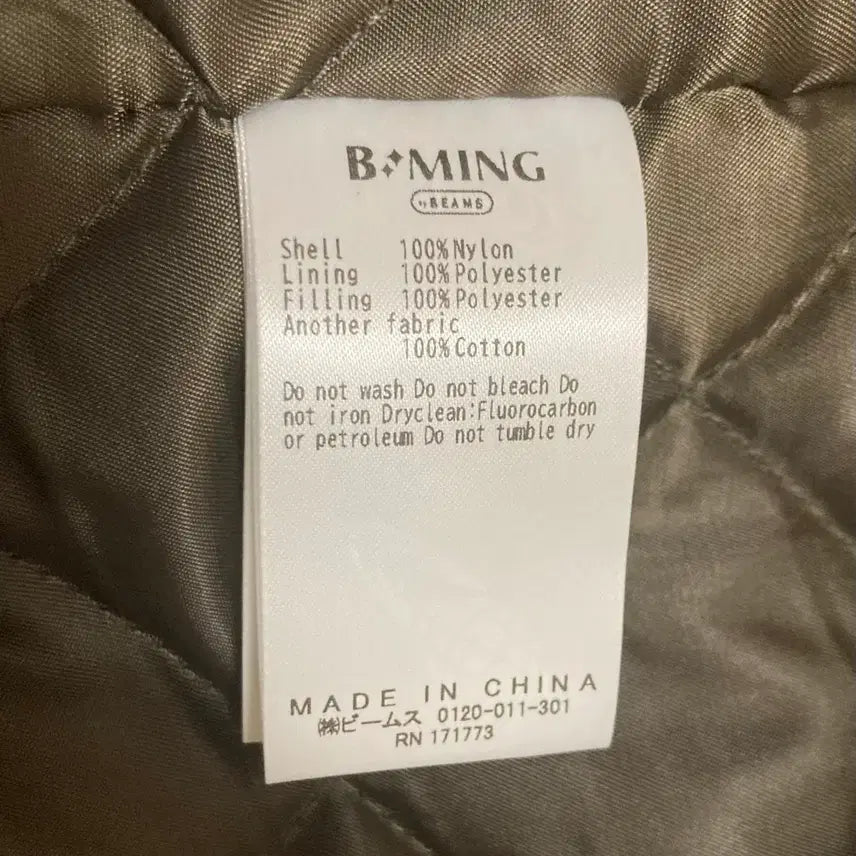 B✦MING
by BEAMS
Shell 100%Nylon
Lining 100%Polyester
Filling 100%Polyester
Another fabric
100%Cotton
Do not wash Do not bleach Do
not iron Dryclean:Fluorocarbon
or petroleum Do not tumble dry
MADE IN CHINA
㈱ビームス 0120-011-301
RN 171773